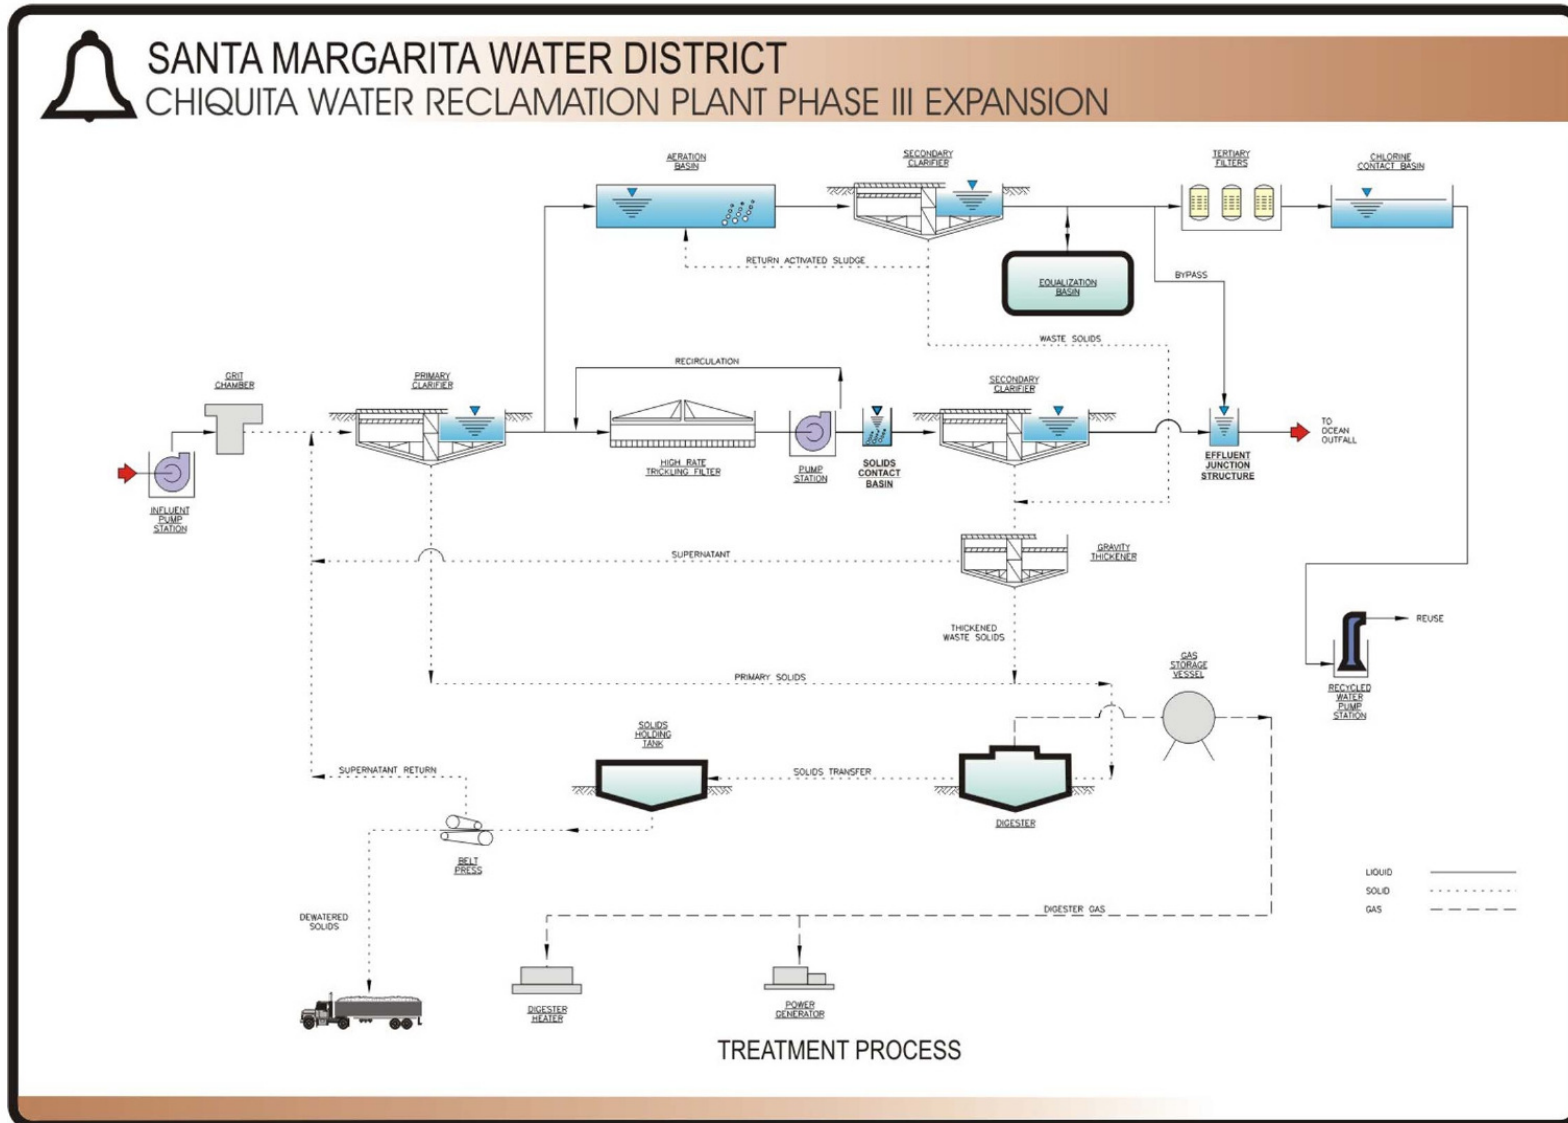 SANTA MARGARITA WATER DISTRICT
CHIQUITA WATER RECLAMATION PLANT PHASE III EXPANSION
AERATION
BASIN
SECONDARY
CLARIFIER
TERTIARY
FILTERS
CHLORINE
CONTACT BASIN
RETURN ACTIVATED SLUDGE
EQUALIZATION
BASIN
BYPASS
WASTE SOLIDS
GRIT
CHAMBER
PRIMARY
CLARIFIER
RECIRCULATION
SECONDARY
CLARIFIER
INFLUENT
PUMP
STATION
HIGH RATE
TRICKLING FILTER
PUMP
STATION
SOLIDS
CONTACT
BASIN
EFFLUENT
JUNCTION
STRUCTURE
TO
OCEAN
OUTFALL
SUPERNATANT
GRAVITY
THICKENER
THICKENED
WASTE SOLIDS
REUSE
RECYCLED
WATER
PUMP
STATION
PRIMARY SOLIDS
GAS
STORAGE
VESSEL
SOLIDS
HOLDING
TANK
SUPERNATANT RETURN
SOLIDS TRANSFER
DIGESTER
BELT
PRESS
DEWATERED
SOLIDS
DIGESTER GAS
LIQUID
SOLID
GAS
DIGESTER
HEATER
POWER
GENERATOR
TREATMENT PROCESS